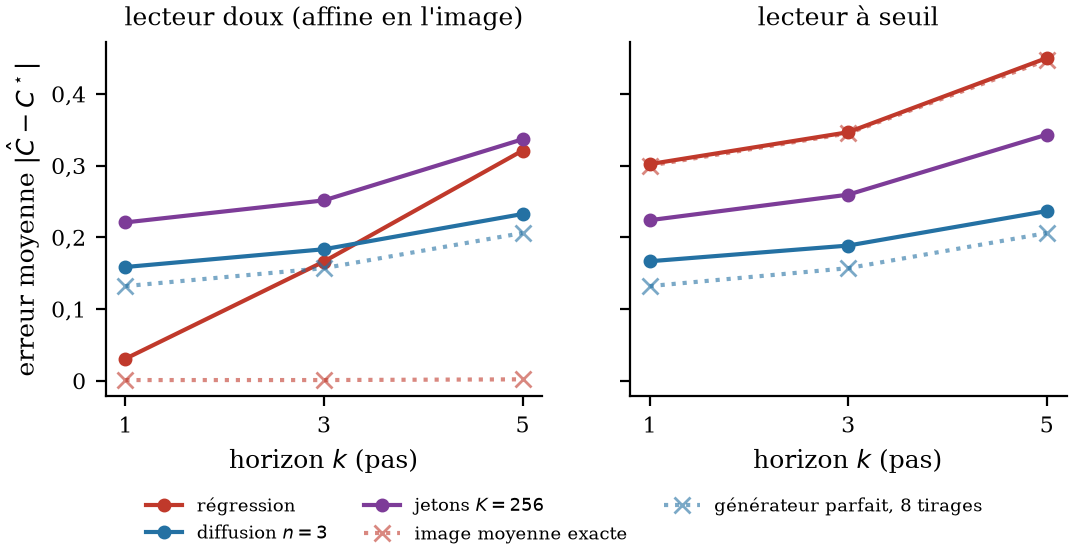 lecteur doux (affine en l'image)
lecteur à seuil
erreur moyenne |Ĉ − C⋆|
0,4
0,3
0,2
0,1
0
1
3
5
1
3
5
horizon k (pas)
horizon k (pas)
régression
diffusion n = 3
jetons K = 256
image moyenne exacte
générateur parfait, 8 tirages